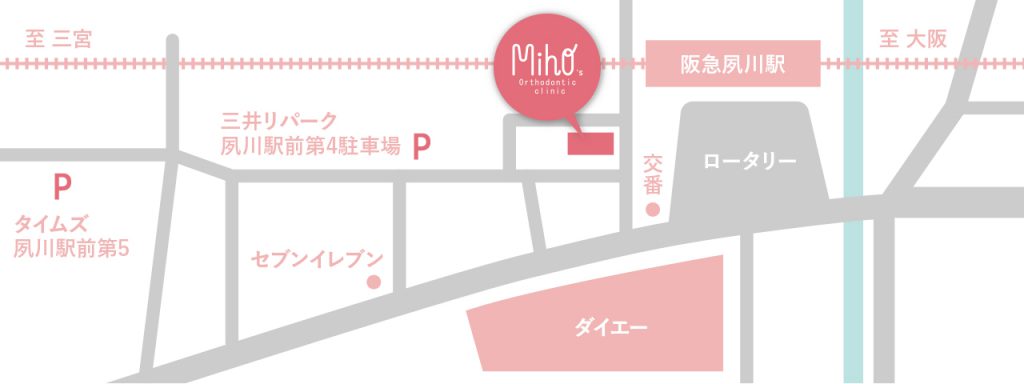 至 三宮
Mihoʼs
Orthodontic
clinic
阪急夙川駅
至 大阪
三井リパーク
夙川駅前第4駐車場
P
交番
ロータリー
P
タイムズ
夙川駅前第5
セブンイレブン
ダイエー